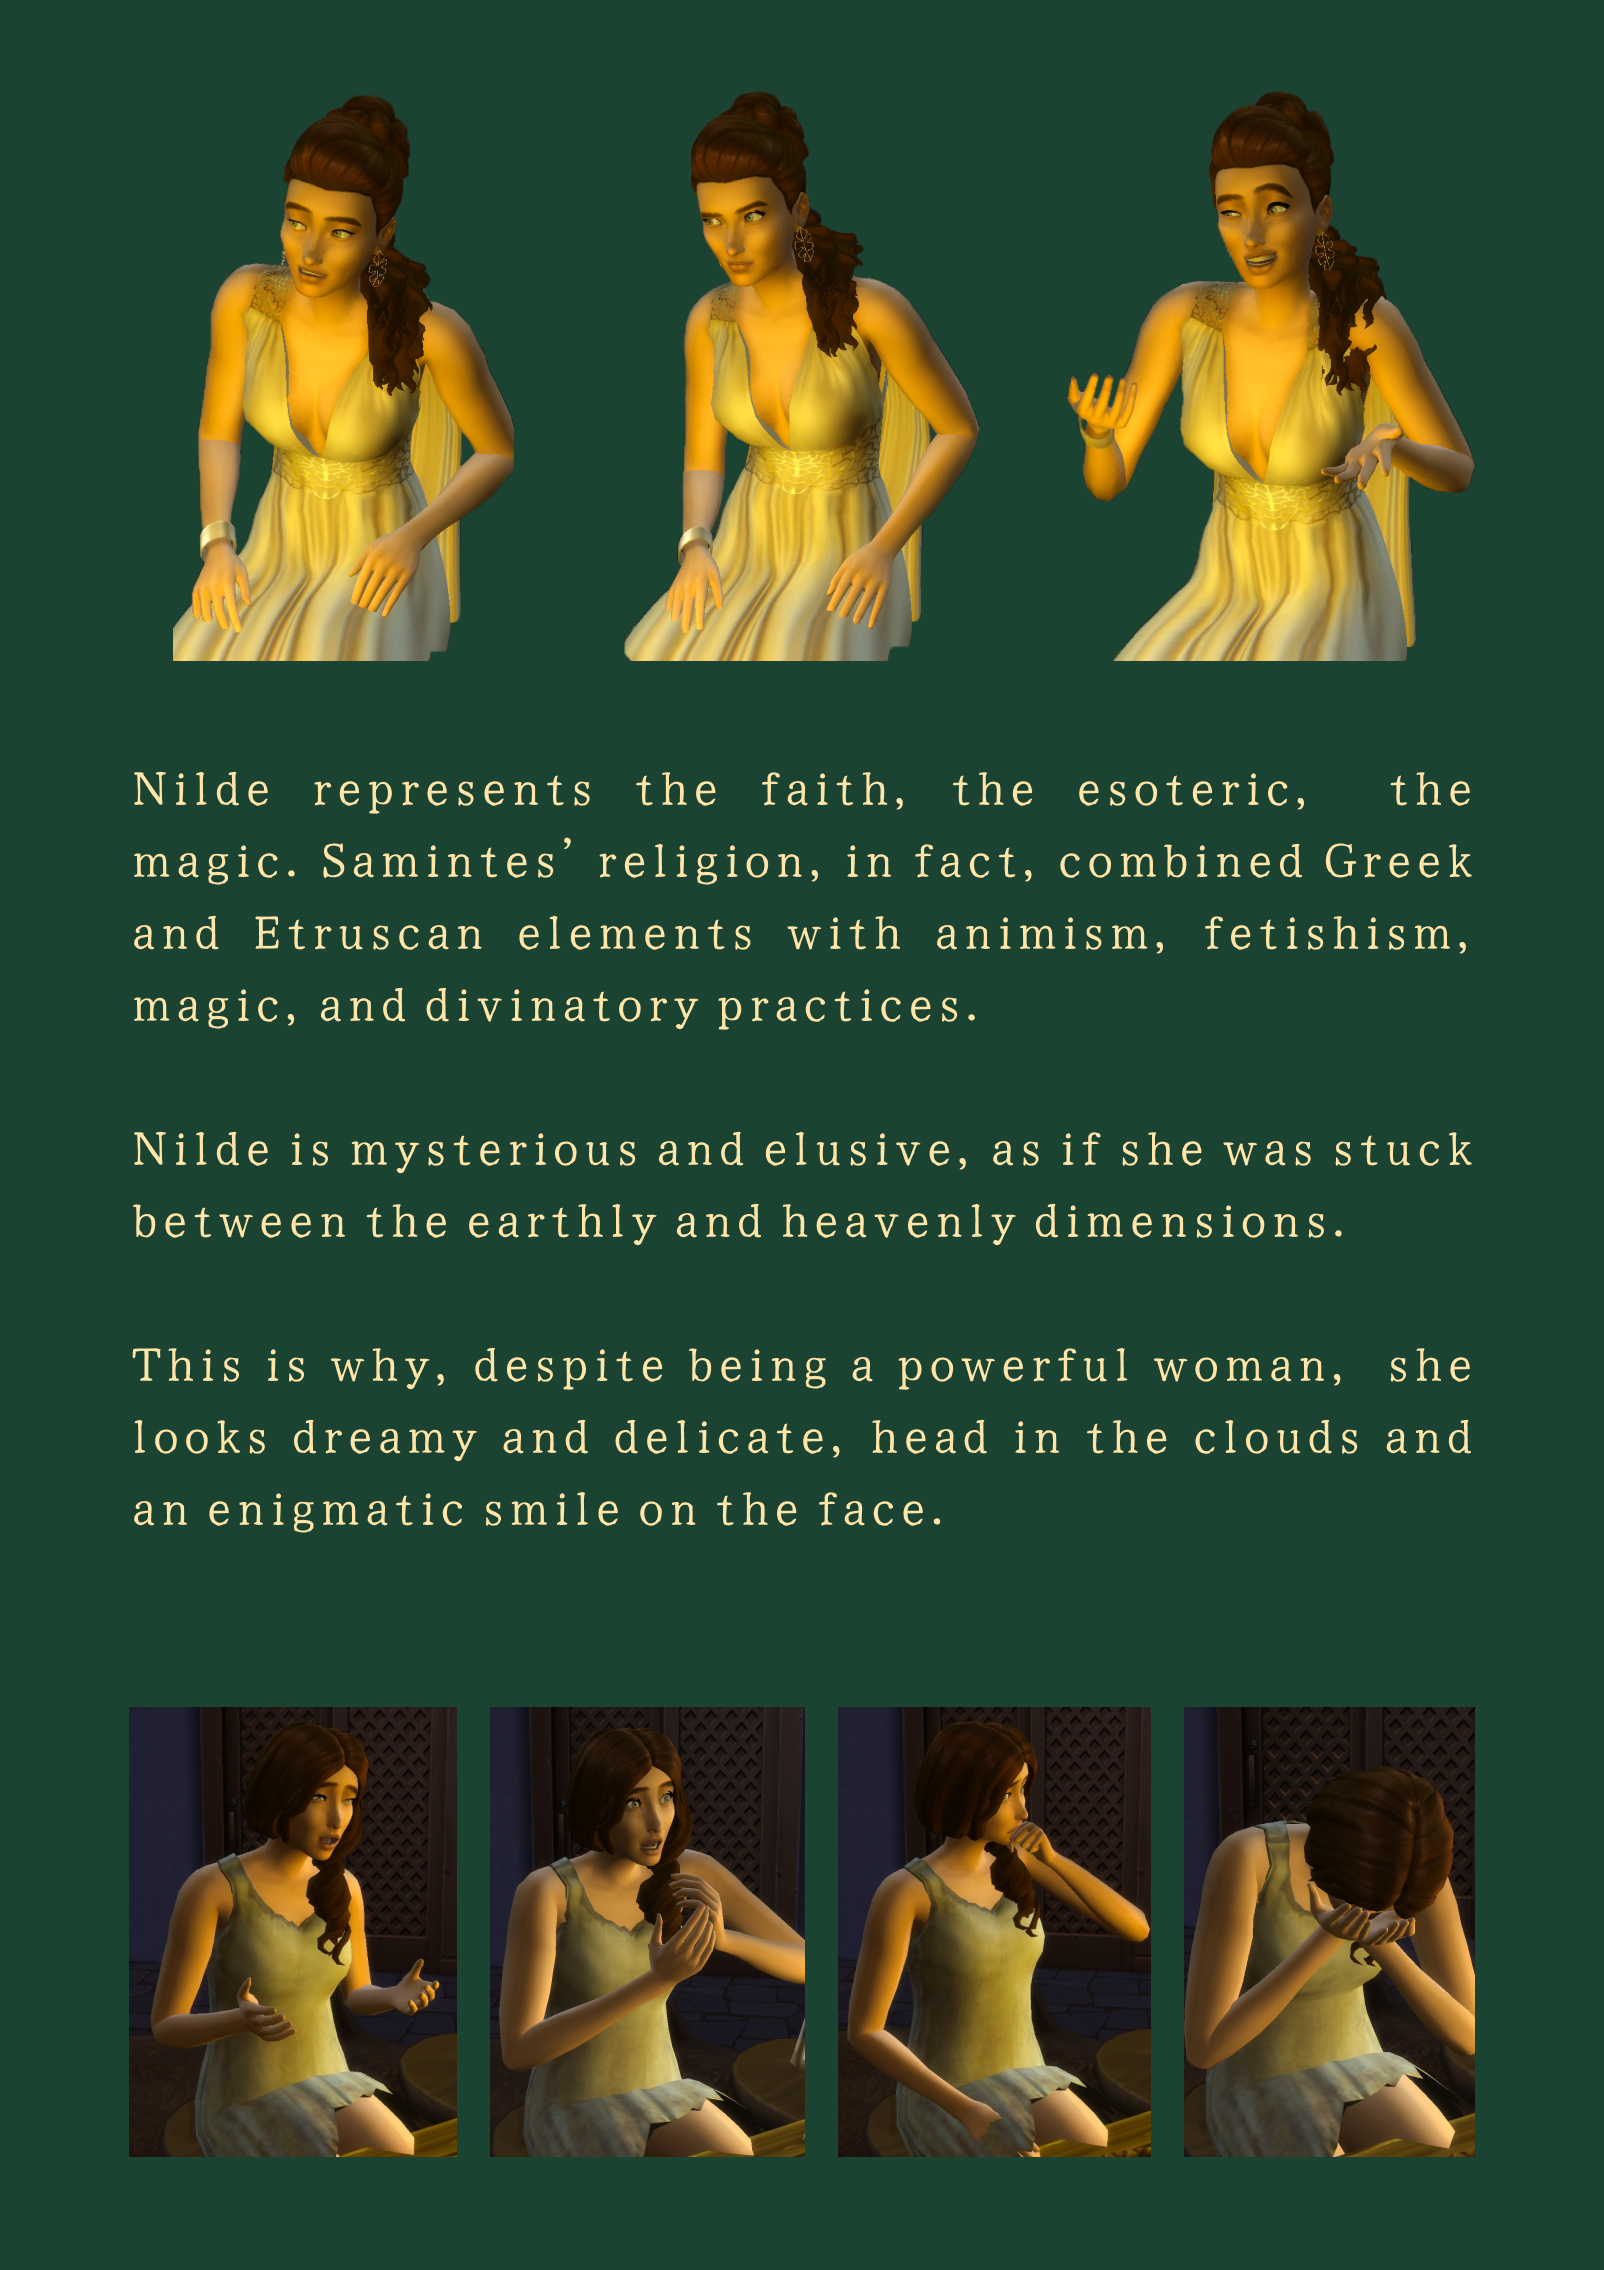 Nilde represents the faith, the esoteric, the
magic. Samintes’ religion, in fact, combined Greek
and Etruscan elements with animism, fetishism,
magic, and divinatory practices.
Nilde is mysterious and elusive, as if she was stuck
between the earthly and heavenly dimensions.
This is why, despite being a powerful woman, she
looks dreamy and delicate, head in the clouds and
an enigmatic smile on the face.